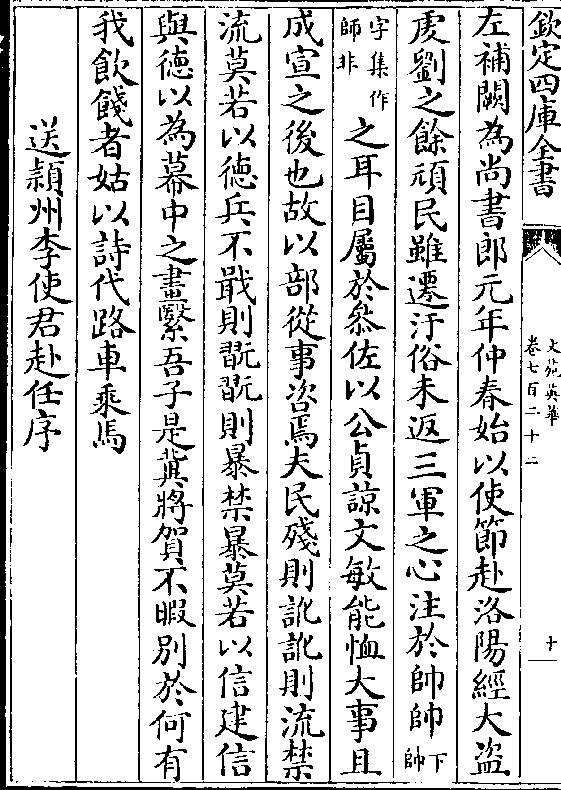 欽定四庫全書
文苑英華
卷七百二十二
十
左補闕為尚書郎元年仲春始以使節赴洛陽經大盗
虔劉之餘頑民雖遷汙俗未返三軍之心注於帥帥下帥
字集作師非之耳目屬於叅佐以公貞諒文敏能恤大事且
成宣之後也故以部從事咨焉夫民殘則訛訛則流禁
流莫若以德兵不戢則翫翫則暴禁暴莫若以信建信
與德以為幕中之畫繄吾子是冀將賀不暇別於何有
我飲餞者姑以詩代路車乘馬
送潁州李使君赴任序